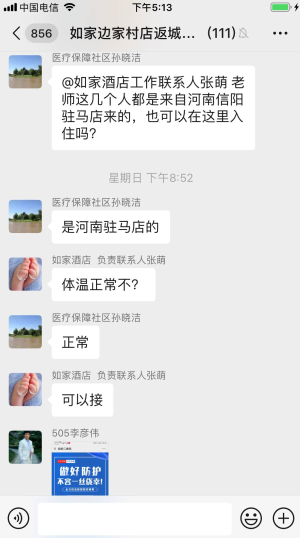 中国电信
下午5:13
856
如家边家村店返城... (111)
医疗保障社区孙晓洁
@如家酒店工作联系人张萌 老
师这几个人都是来自河南信阳
驻马店来的，也可以在这里入
住吗?
星期日 下午8:52
医疗保障社区孙晓洁
是河南驻马店的
如家酒店 负责联系人张萌
体温正常不?
医疗保障社区孙晓洁
正常
如家酒店 负责联系人张萌
可以接
505李彦伟
做好防护
不容一丝侥幸!